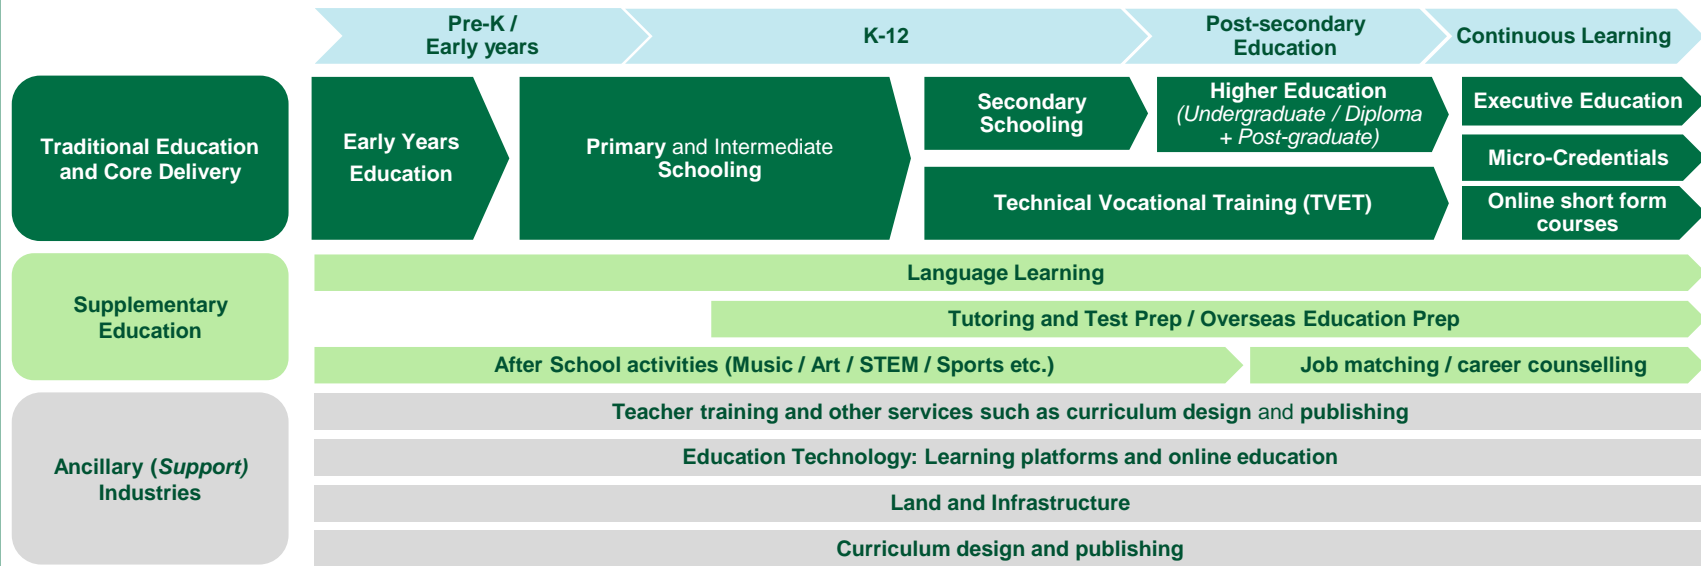 Pre-K /
Early years
K-12
Post-secondary
Education
Continuous Learning
Traditional Education
and Core Delivery
Early Years
Education
Primary and Intermediate
Schooling
Secondary
Schooling
Higher Education
(Undergraduate / Diploma
+ Post-graduate)
Technical Vocational Training (TVET)
Executive Education
Micro-Credentials
Online short form
courses
Supplementary
Education
Language Learning
Tutoring and Test Prep / Overseas Education Prep
After School activities (Music / Art / STEM / Sports etc.)
Job matching / career counselling
Ancillary (Support)
Industries
Teacher training and other services such as curriculum design and publishing
Education Technology: Learning platforms and online education
Land and Infrastructure
Curriculum design and publishing